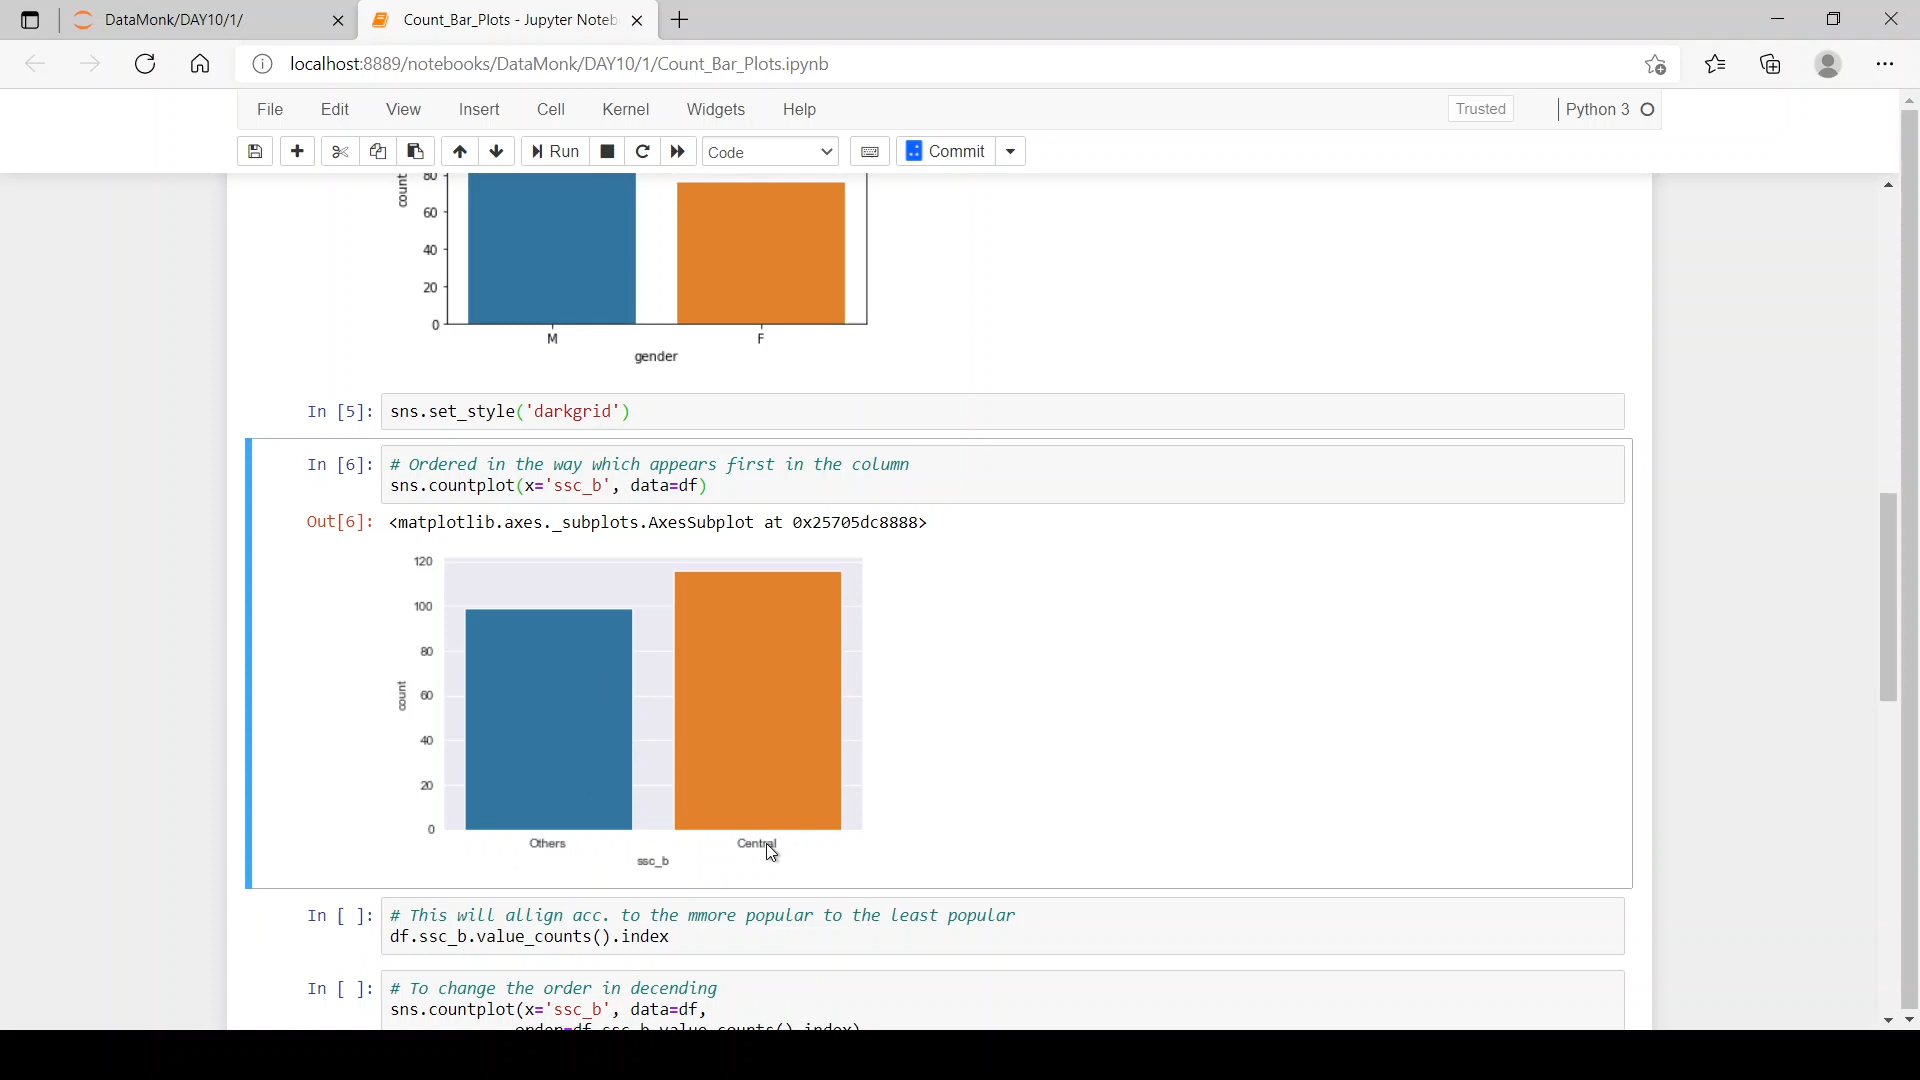 DataMonk/DAY10/1/
Count_Bar_Plots - Jupyter Noteb
localhost:8889/notebooks/DataMonk/DAY10/1/Count_Bar_Plots.ipynb
File Edit View Insert Cell Kernel Widgets Help
Trusted
Python 3
Run
Code
Commit
count
80
60
40
20
0
M
F
gender
In [5]: sns.set_style('darkgrid')
In [6]: # Ordered in the way which appears first in the column
sns.countplot(x='ssc_b', data=df)
Out[6]: <matplotlib.axes._subplots.AxesSubplot at 0x25705dc8888>
120
100
80
60
40
20
0
count
Others
Central
ssc_b
In [ ]: # This will allign acc. to the mmore popular to the least popular
df.ssc_b.value_counts().index
In [ ]: # To change the order in decending
sns.countplot(x='ssc_b', data=df,
order=df.ssc_b.value_counts().index)